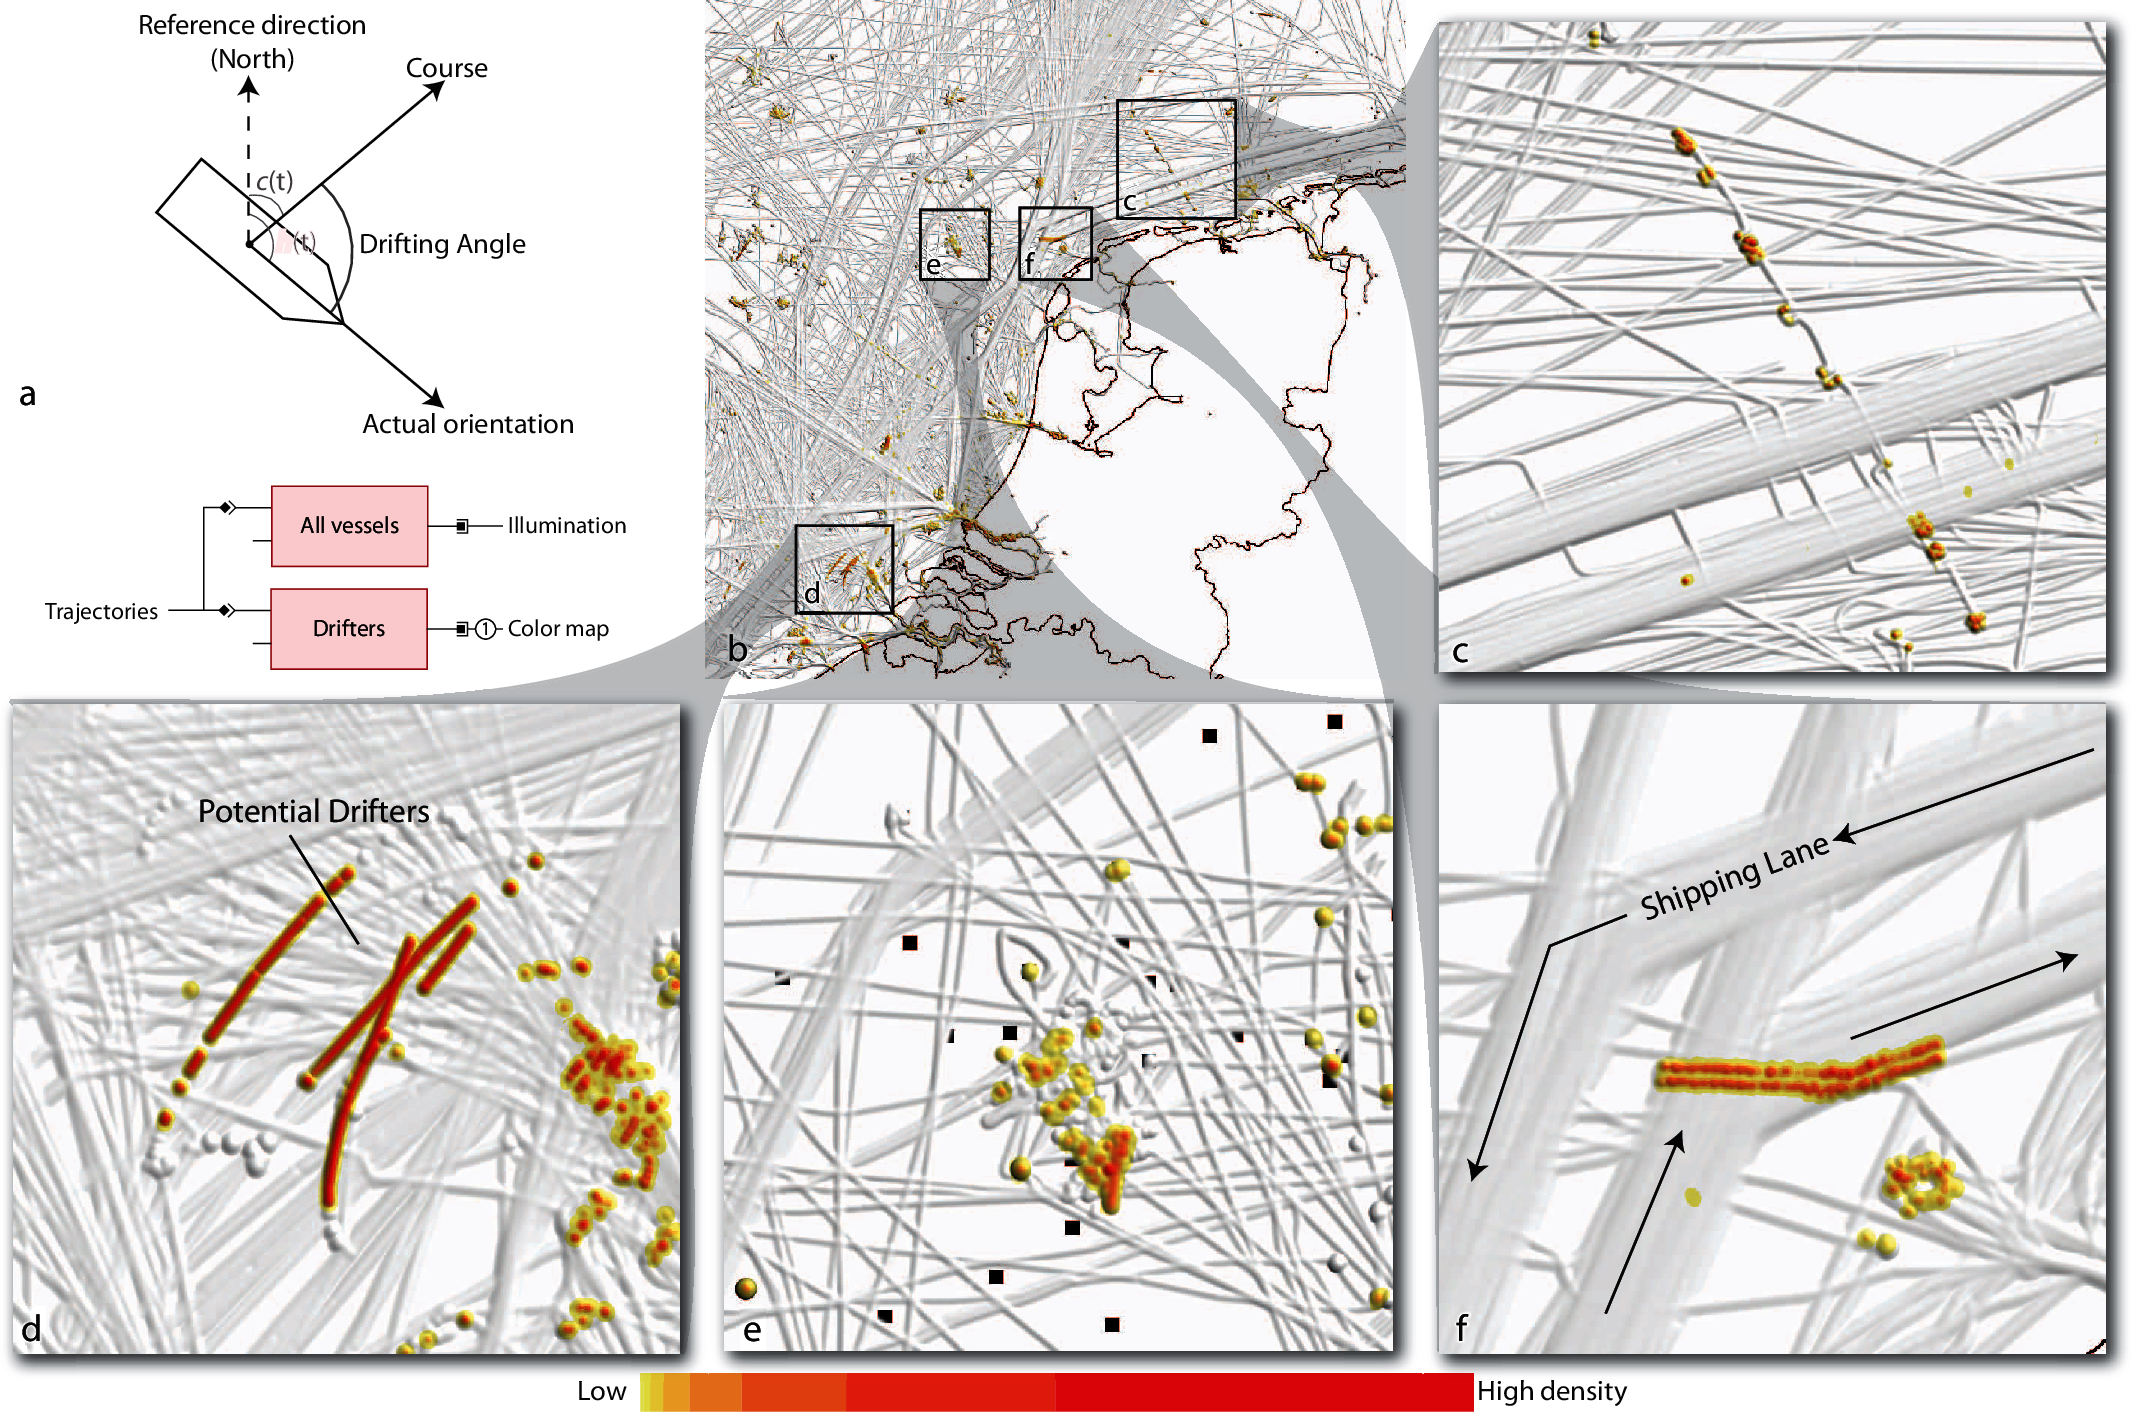 Reference direction
(North)
Course
c(t)
(t)
Drifting Angle
Actual orientation
a
All vessels
Illumination
Trajectories
Drifters
1
Color map
b
c
d
e
f
c
Potential Drifters
d
e
Shipping Lane
f
Low
High density